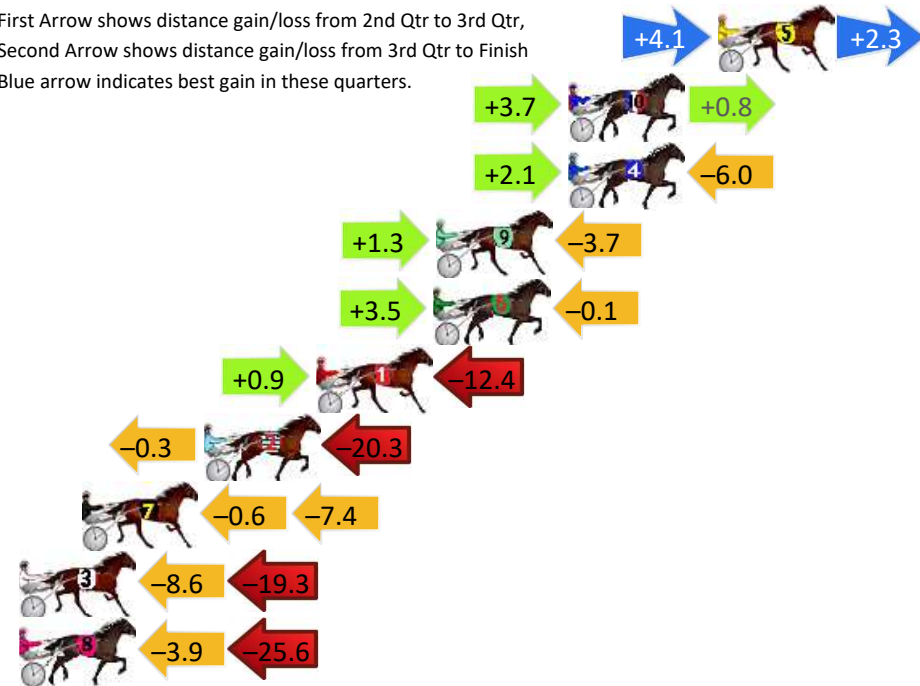 First Arrow shows distance gain/loss from 2nd Qtr to 3rd Qtr,
Second Arrow shows distance gain/loss from 3rd Qtr to Finish
Blue arrow indicates best gain in these quarters.
+4.1 5 +2.3
+3.7 10 +0.8
+2.1 4 –6.0
+1.3 9 –3.7
+3.5 –0.1
+0.9 1 –12.4
–0.3 2 –20.3
7 –0.6 –7.4
3 –8.6 –19.3
8 –3.9 –25.6